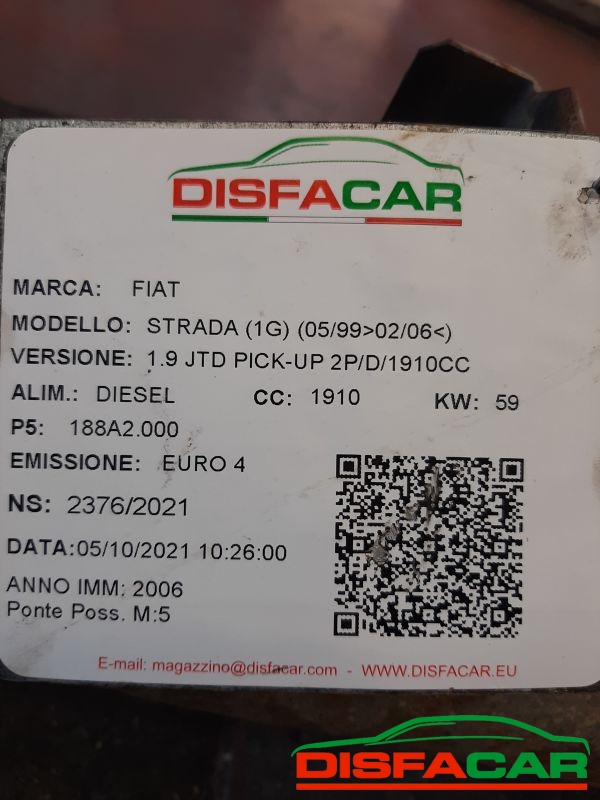 DISFACAR
MARCA: FIAT
MODELLO: STRADA (1G) (05/99>02/06<)
VERSIONE: 1.9 JTD PICK-UP 2P/D/1910CC
ALIM.: DIESEL CC: 1910 KW: 59
P5: 188A2.000
EMISSIONE: EURO 4
NS: 2376/2021
DATA:05/10/2021 10:26:00
ANNO IMM: 2006
Ponte Poss. M:5
E-mail: magazzino@disfacar.com - WWW.DISFACAR.EU
DISFACAR